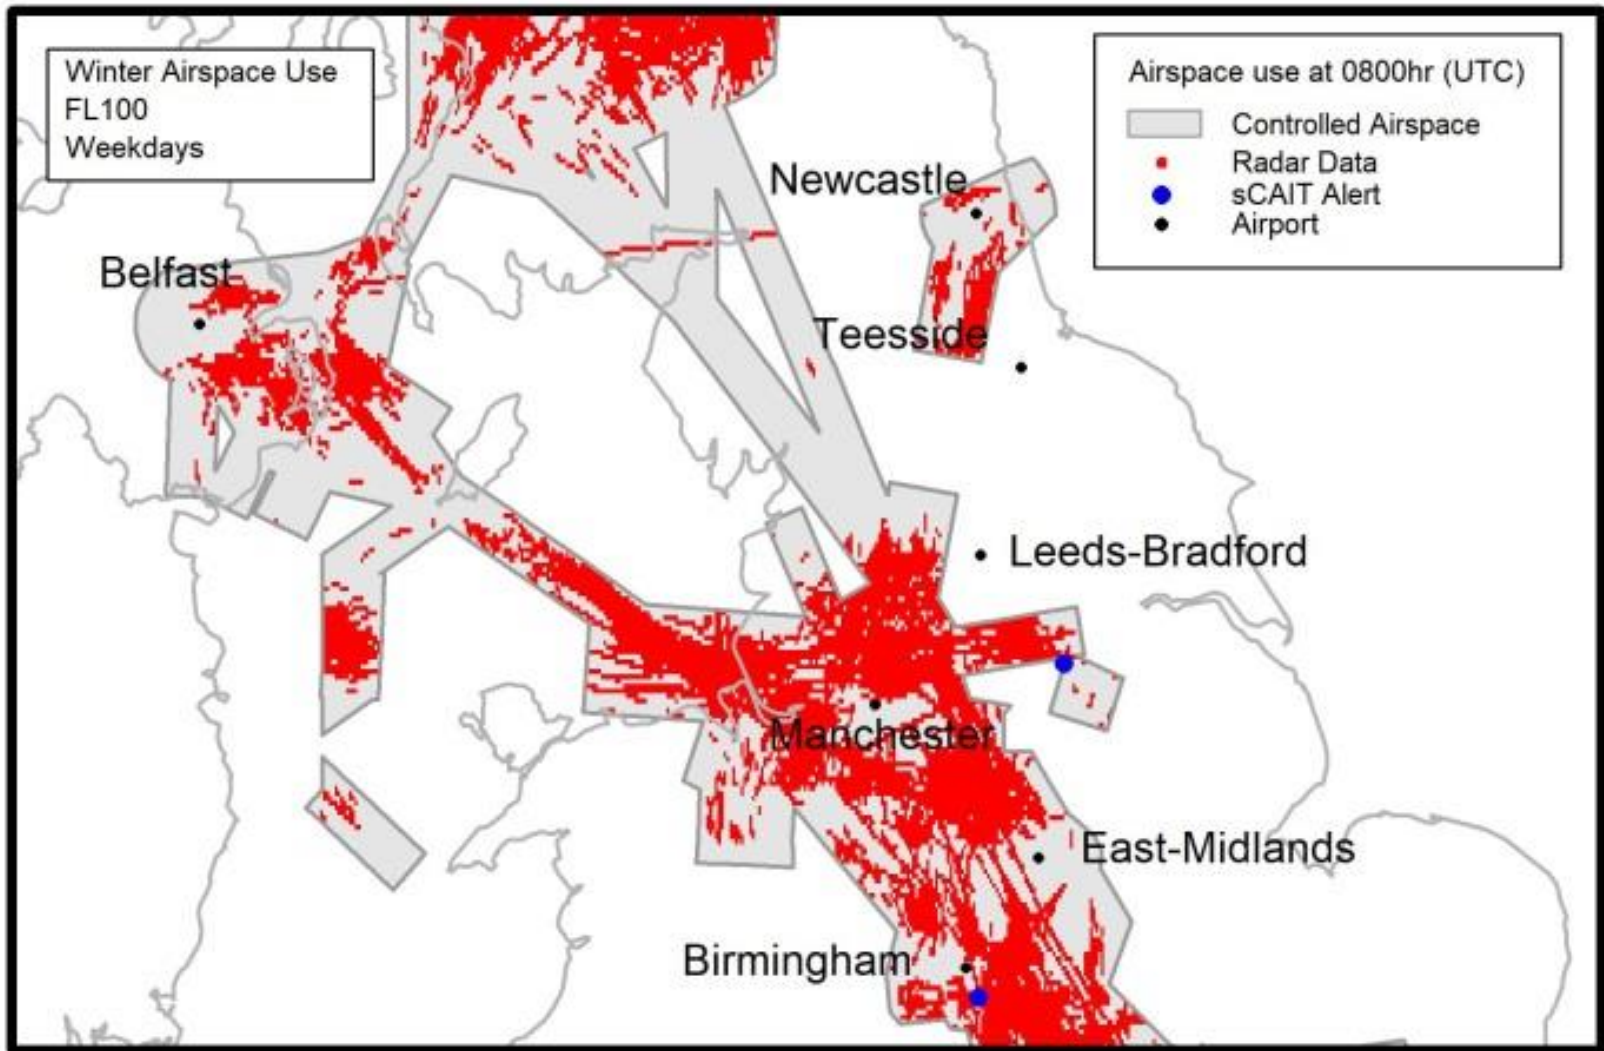 Winter Airspace Use
FL100
Weekdays
Airspace use at 0800hr (UTC)
Controlled Airspace
Radar Data
sCAIT Alert
Airport
Newcastle
Belfast
Teesside
Leeds-Bradford
Manchester
East-Midlands
Birmingham